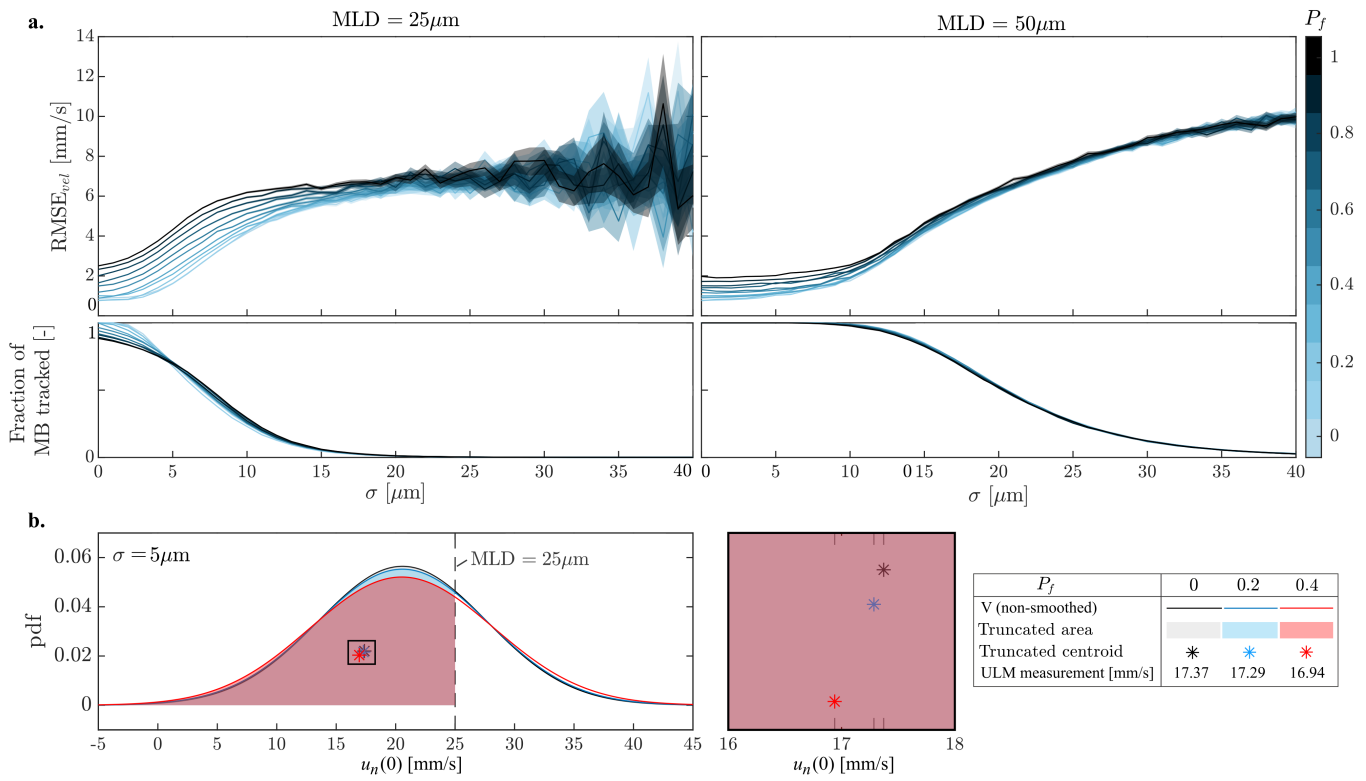 a.
MLD = 25μm
MLD = 50μm
P_f
RMSE_vel [mm/s]
14
12
10
8
6
4
2
0
1
0.8
0.6
0.4
0.2
0
Fraction of
MB tracked [-]
1
0
0 5 10 15 20 25 30 35 40
σ [μm]
0 5 10 0 15 20 25 30 35 40
σ [μm]
b.
σ = 5μm
MLD = 25μm
pdf
0.06
0.04
0.02
0
-5 0 5 10 15 20 25 30 35 40 45
u_n(0) [mm/s]
16 17 18
u_n(0) [mm/s]
P_f 0 0.2 0.4
V (non-smoothed)
Truncated area
Truncated centroid
ULM measurement [mm/s] 17.37 17.29 16.94